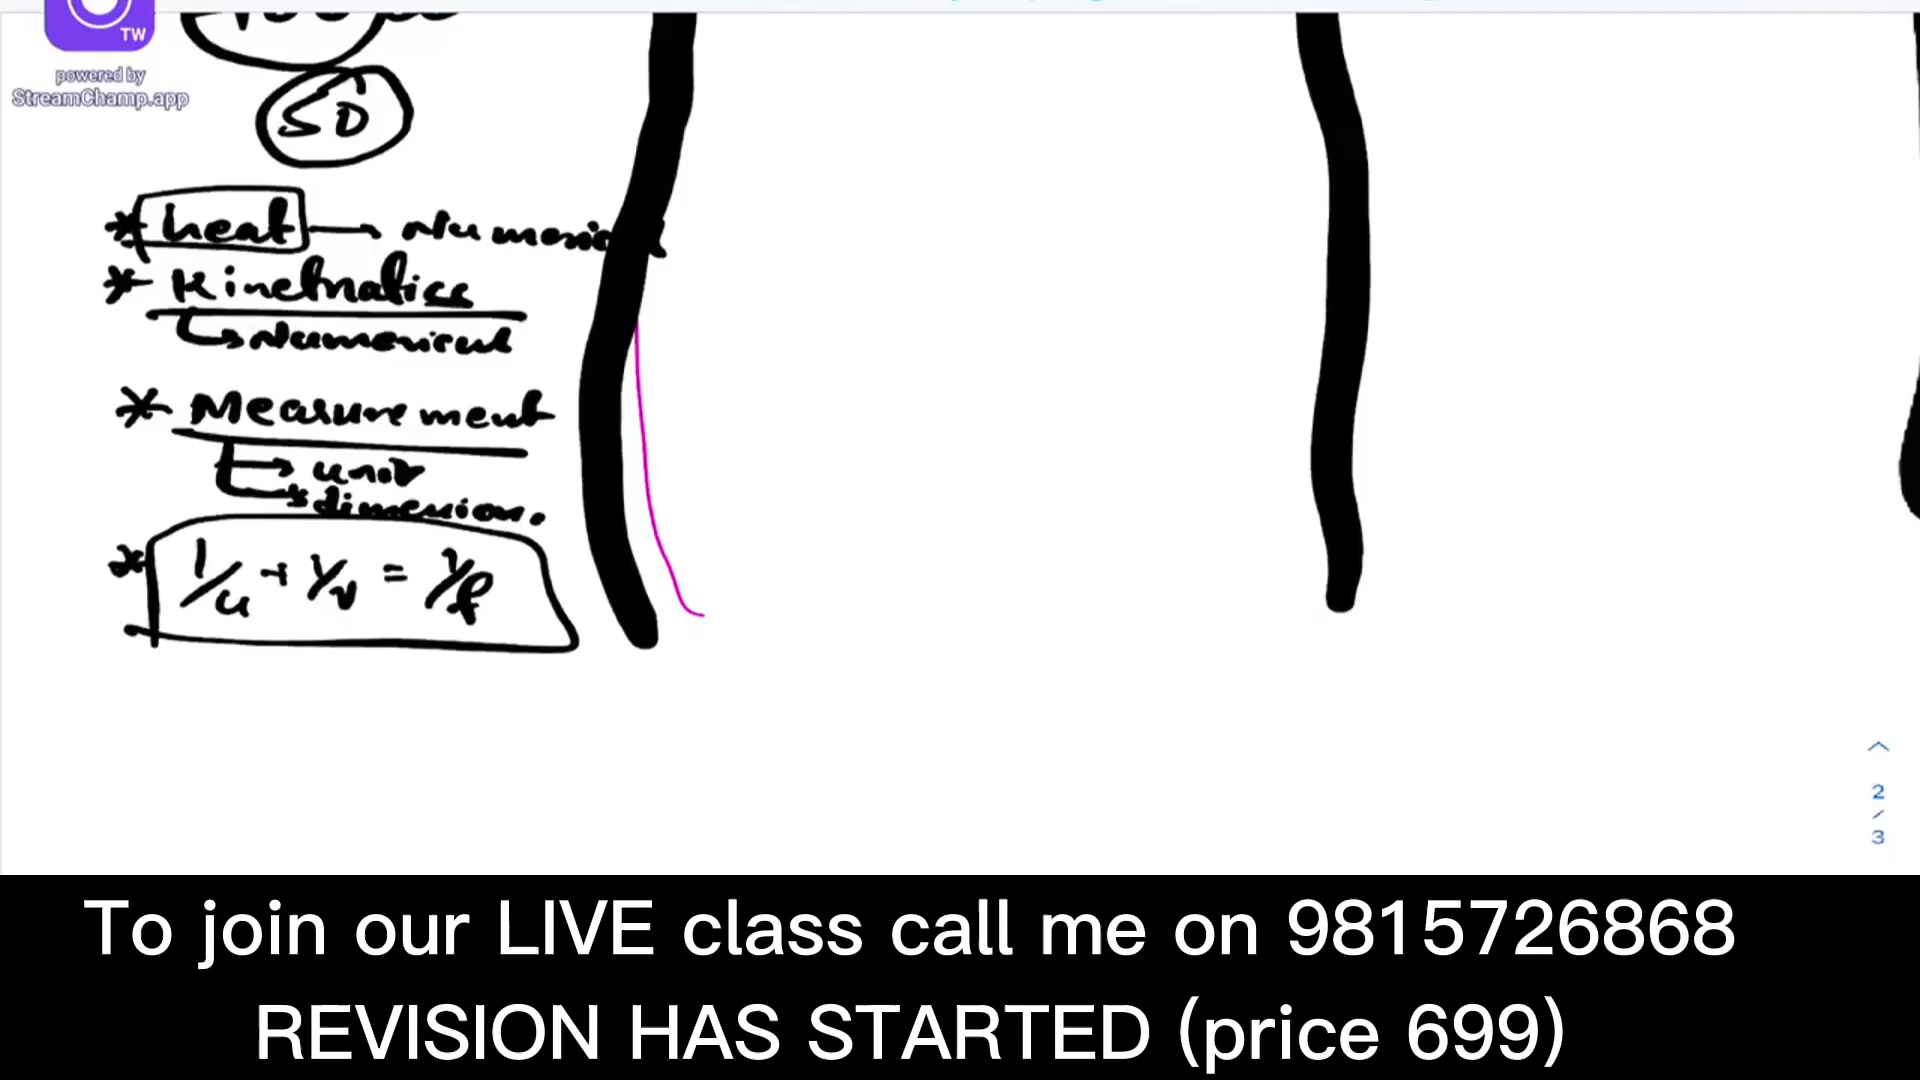 TW
powered by
StreamChamp.app
50
* heat → Numerical
* Kinematics
↳ Numerical
* Measurement
→ unit
→ dimension.
* 1/u + 1/v = 1/f
2
/
3
To join our LIVE class call me on 9815726868
REVISION HAS STARTED (price 699)